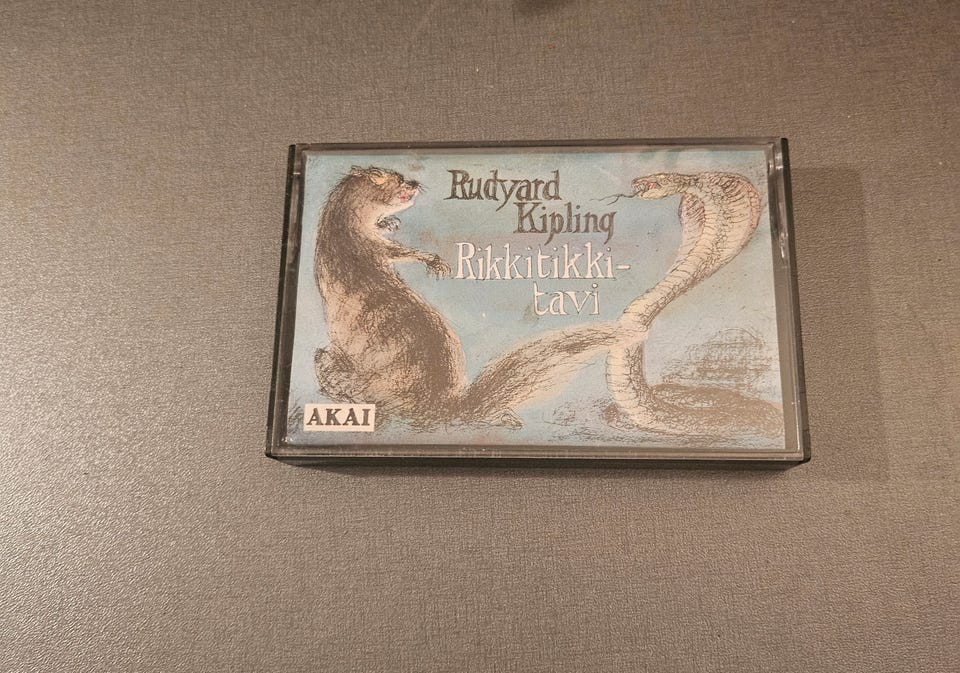 Rudyard
Kipling
Rikkitikki-
tavi
AKAI